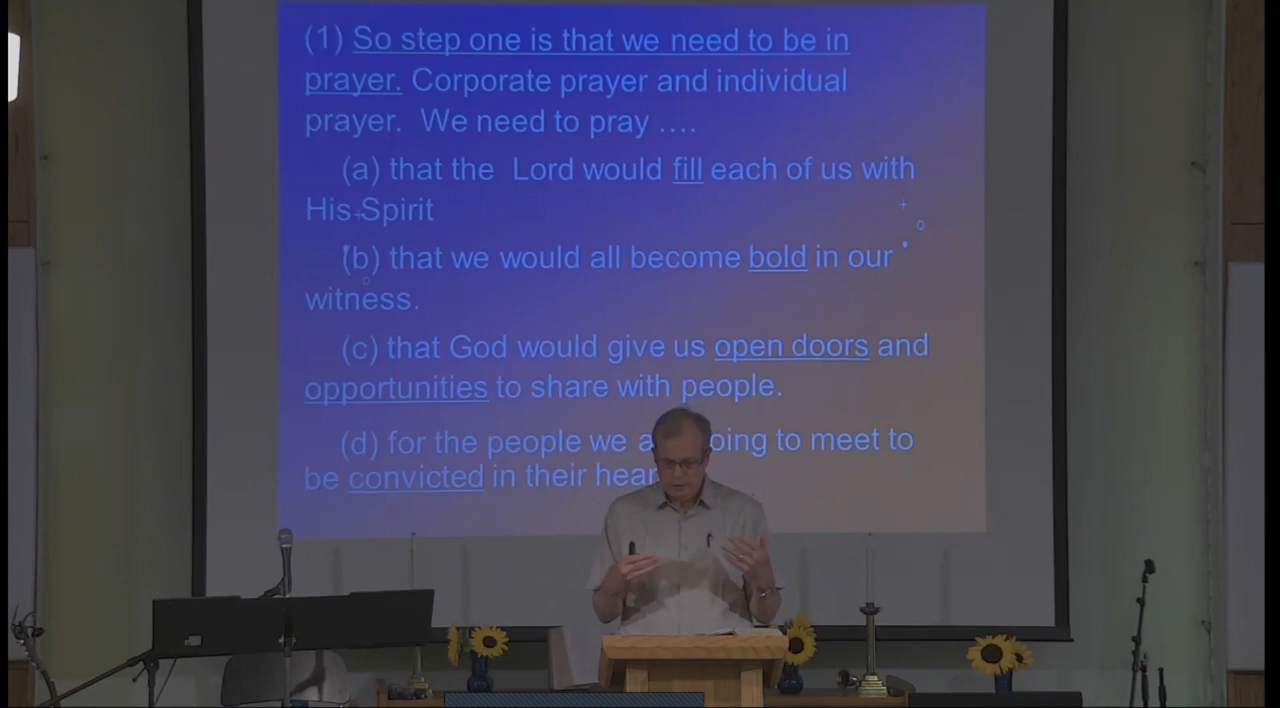 (1) So step one is that we need to be in
prayer. Corporate prayer and individual
prayer. We need to pray ....
(a) that the Lord would fill each of us with
His Spirit
(b) that we would all become bold in our
witness.
(c) that God would give us open doors and
opportunities to share with people.
(d) for the people we a oing to meet to
be convicted in their hear